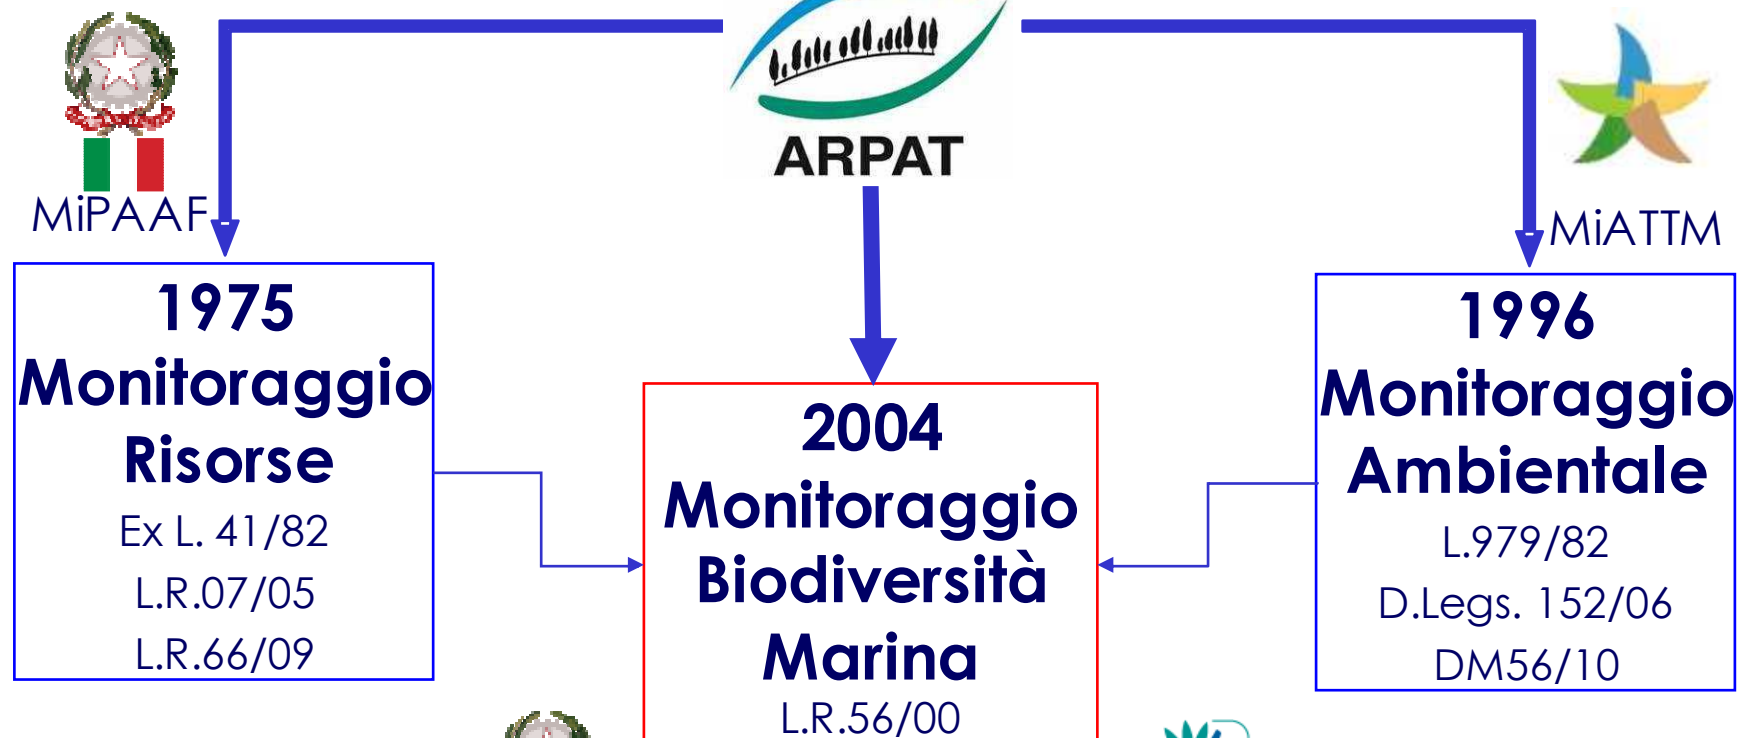 ARPAT
MiPAAF
MiATTM
1975
Monitoraggio
Risorse
Ex L. 41/82
L.R.07/05
L.R.66/09
2004
Monitoraggio
Biodiversità
Marina
L.R.56/00
1996
Monitoraggio
Ambientale
L.979/82
D.Legs. 152/06
DM56/10